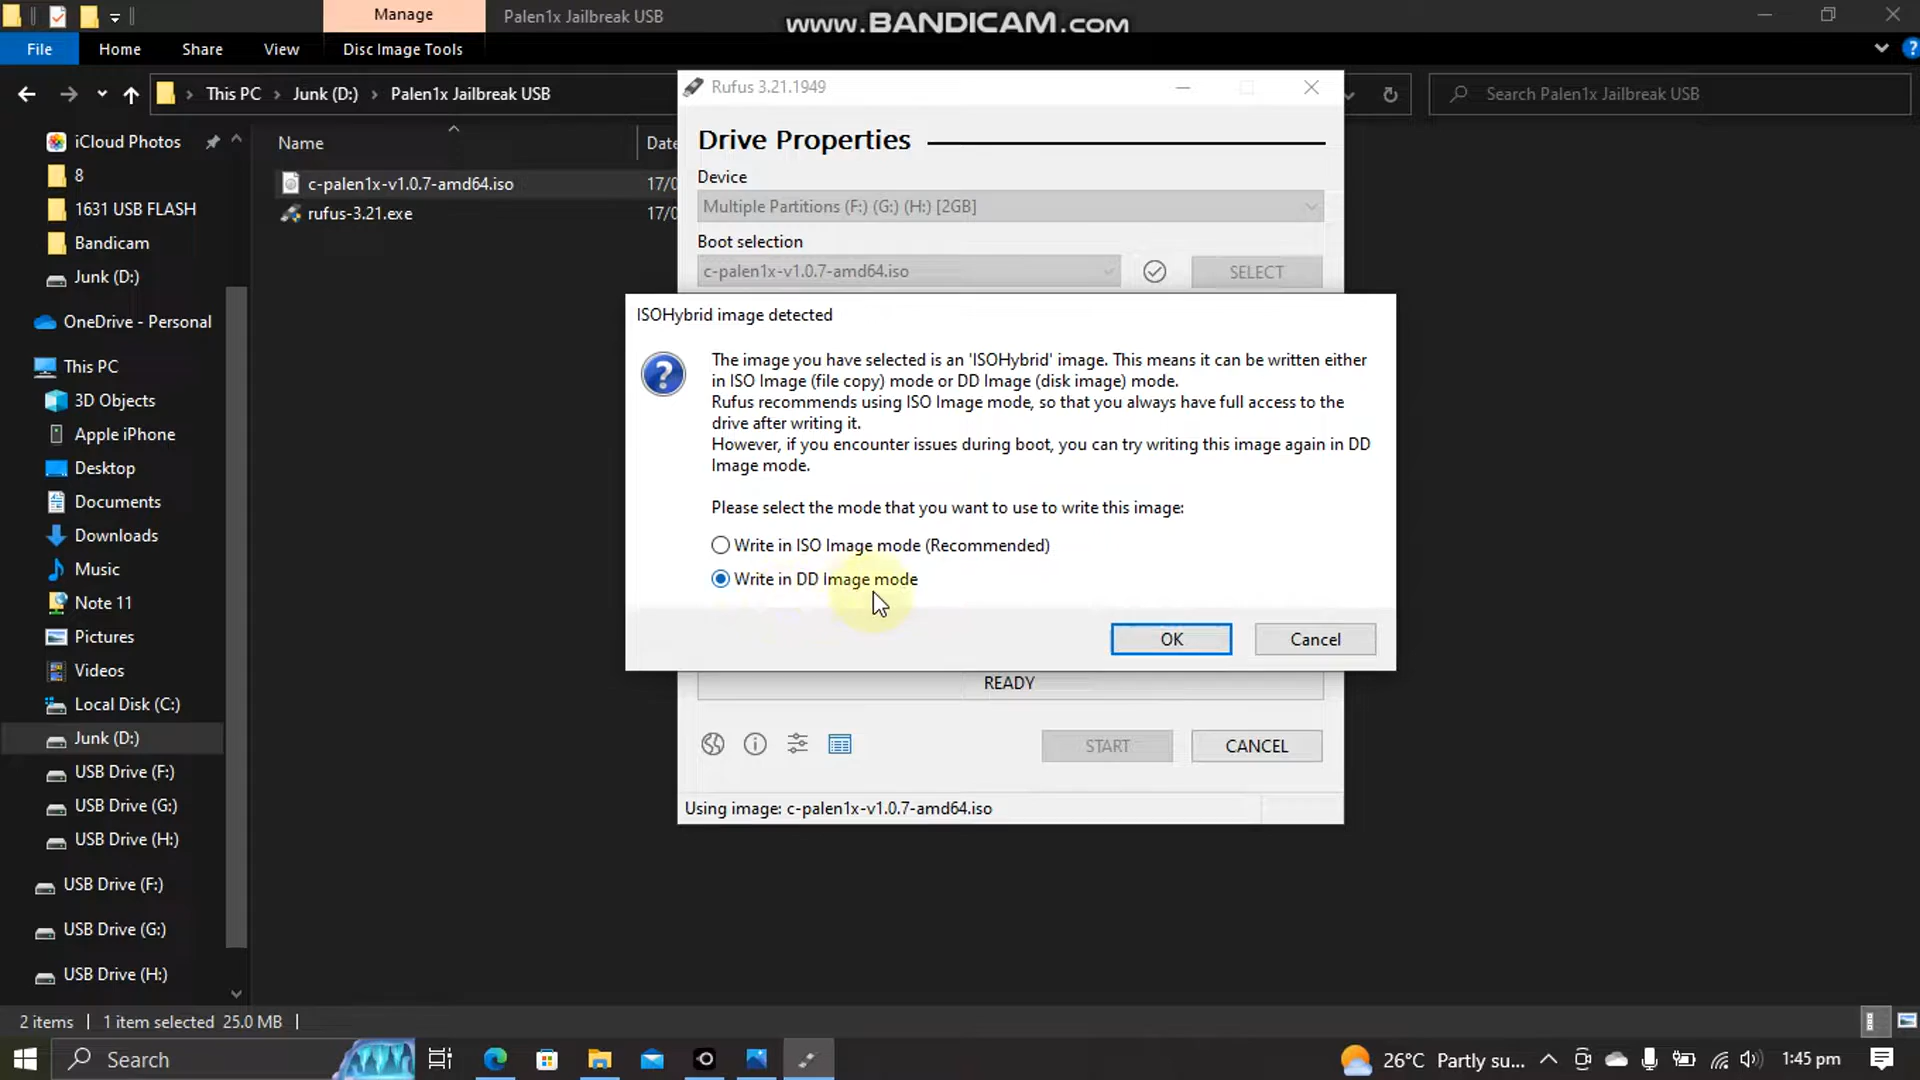 Manage
Palen1x Jailbreak USB
www.BANDICAM.com
File
Home
Share
View
Disc Image Tools
This PC
Junk (D:)
Palen1x Jailbreak USB
Search Palen1x Jailbreak USB
iCloud Photos
8
1631 USB FLASH
Bandicam
Junk (D:)
OneDrive - Personal
This PC
3D Objects
Apple iPhone
Desktop
Documents
Downloads
Music
Note 11
Pictures
Videos
Local Disk (C:)
Junk (D:)
USB Drive (F:)
USB Drive (G:)
USB Drive (H:)
USB Drive (F:)
USB Drive (G:)
USB Drive (H:)
Name
Date
c-palen1x-v1.0.7-amd64.iso
17/0
rufus-3.21.exe
17/0
Rufus 3.21.1949
Drive Properties
Device
Multiple Partitions (F:) (G:) (H:) [2GB]
Boot selection
c-palen1x-v1.0.7-amd64.iso
SELECT
ISOHybrid image detected
The image you have selected is an 'ISOHybrid' image. This means it can be written either
in ISO Image (file copy) mode or DD Image (disk image) mode.
Rufus recommends using ISO Image mode, so that you always have full access to the
drive after writing it.
However, if you encounter issues during boot, you can try writing this image again in DD
Image mode.
Please select the mode that you want to use to write this image:
Write in ISO Image mode (Recommended)
Write in DD Image mode
OK
Cancel
READY
START
CANCEL
Using image: c-palen1x-v1.0.7-amd64.iso
2 items
1 item selected 25.0 MB
Search
26°C Partly su...
1:45 pm